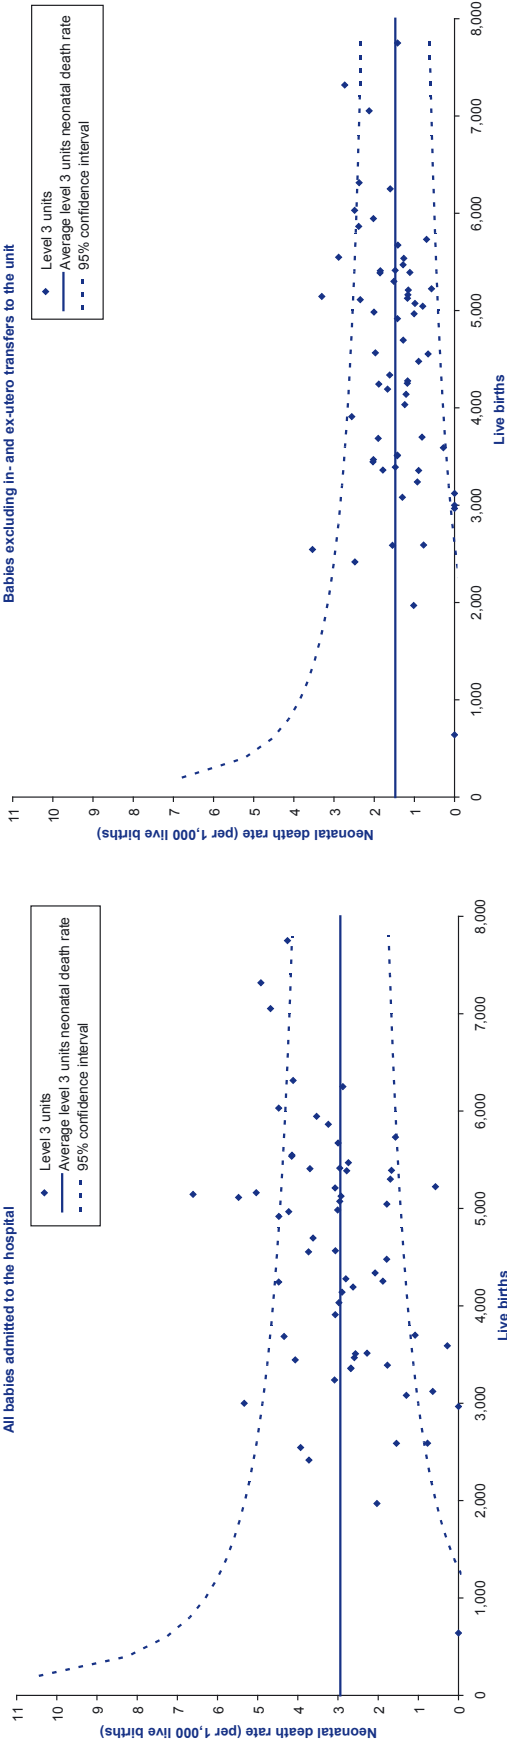 All babies admitted to the hospital
Level 3 units
Average level 3 units neonatal death rate
95% confidence interval
Neonatal death rate (per 1,000 live births)
11
10
9
8
7
6
5
4
3
2
1
0
0 1,000 2,000 3,000 4,000 5,000 6,000 7,000 8,000
Live births
Babies excluding in- and ex-utero transfers to the unit
Level 3 units
Average level 3 units neonatal death rate
95% confidence interval
Neonatal death rate (per 1,000 live births)
11
10
9
8
7
6
5
4
3
2
1
0
0 1,000 2,000 3,000 4,000 5,000 6,000 7,000 8,000
Live births